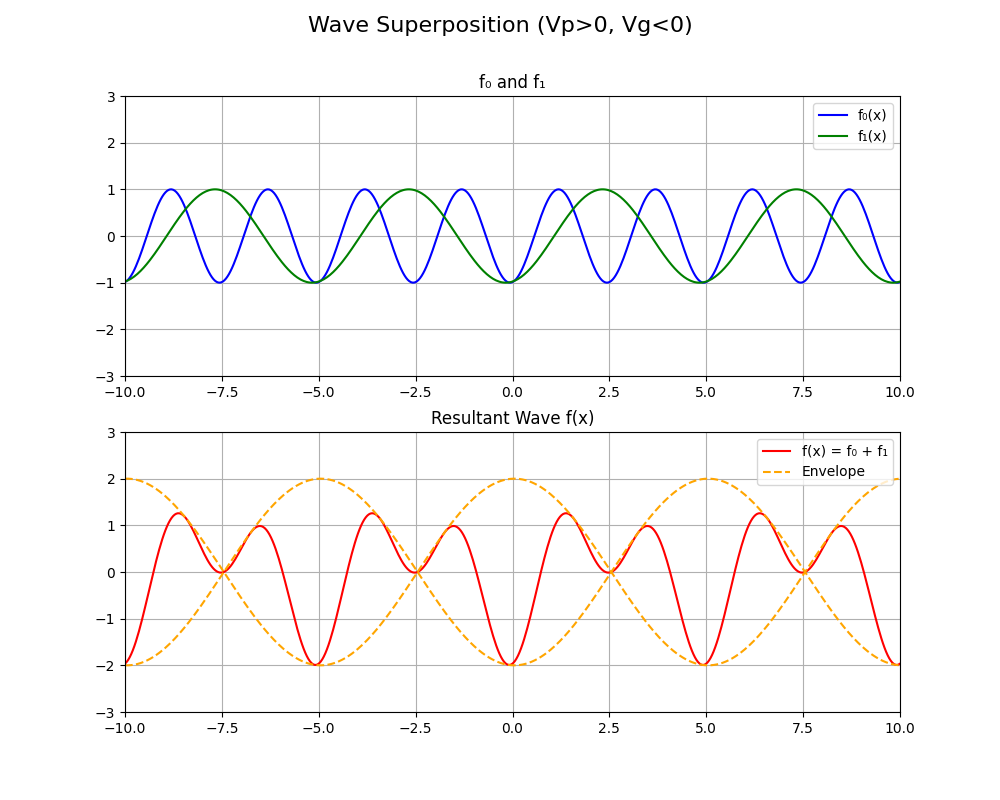 Wave Superposition (Vp>0, Vg<0)
f₀ and f₁
3
2
1
0
−1
−2
−3
f₀(x)
f₁(x)
−10.0 −7.5 −5.0 −2.5 0.0 2.5 5.0 7.5 10.0
Resultant Wave f(x)
3
2
1
0
−1
−2
−3
f(x) = f₀ + f₁
Envelope
−10.0 −7.5 −5.0 −2.5 0.0 2.5 5.0 7.5 10.0